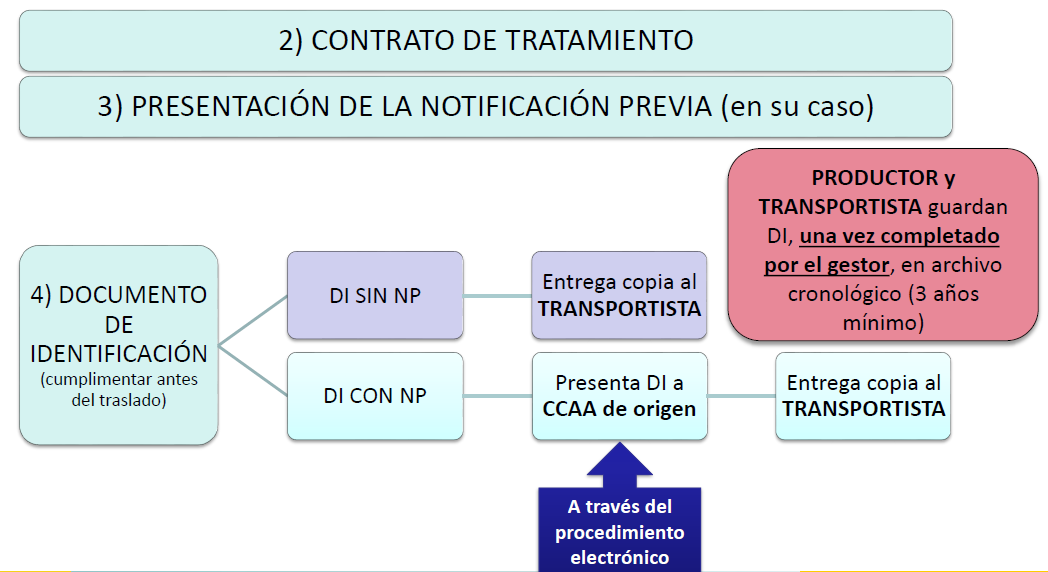 2) CONTRATO DE TRATAMIENTO
3) PRESENTACIÓN DE LA NOTIFICACIÓN PREVIA (en su caso)
PRODUCTOR y
TRANSPORTISTA guardan
DI, una vez completado
por el gestor, en archivo
cronológico (3 años
mínimo)
4) DOCUMENTO
DE
IDENTIFICACIÓN
(cumplimentar antes
del traslado)
DI SIN NP
Entrega copia al
TRANSPORTISTA
DI CON NP
Presenta DI a
CCAA de origen
Entrega copia al
TRANSPORTISTA
A través del
procedimiento
electrónico